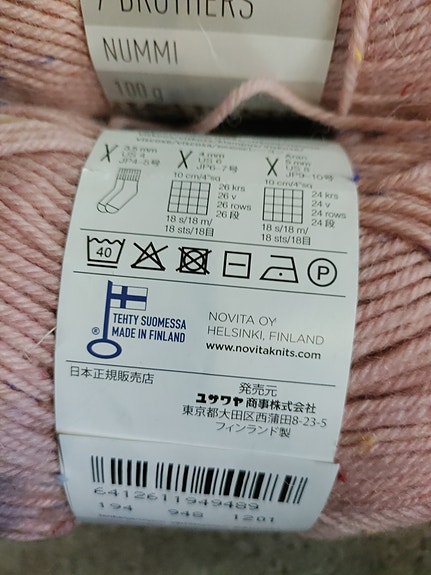 7 BROTHERS
NUMMI
100 g
3,5 mm
US 4
JP4-5号
4 mm
US 6
JP6-7号
Aran
5 mm
US 8
JP9-10号
10 cm/4"sq
26 krs
26 v
26 rows
26 段
18 s/18 m/
18 sts/18目
10 cm/4"sq
24 krs
24 v
24 rows
24 段
18 s/18 m/
18 sts/18目
40
P
TEHTY SUOMESSA
MADE IN FINLAND
®
NOVITA OY
HELSINKI, FINLAND
www.novitaknits.com
日本正規販売店
発売元
ユザワヤ商事株式会社
東京都大田区西蒲田8-23-5
フィンランド製
6412611949489
194 948 1201